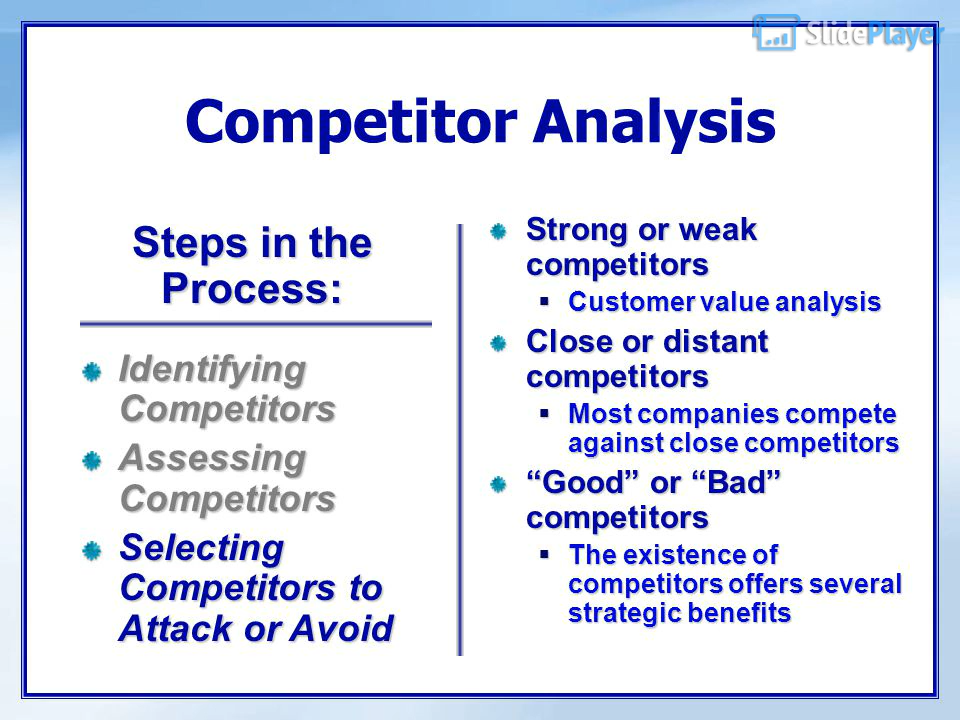 SlidePlayer
Competitor Analysis
Steps in the
Process:
Identifying
Competitors
Assessing
Competitors
Selecting
Competitors to
Attack or Avoid
Strong or weak
competitors
Customer value analysis
Close or distant
competitors
Most companies compete
against close competitors
“Good” or “Bad”
competitors
The existence of
competitors offers several
strategic benefits